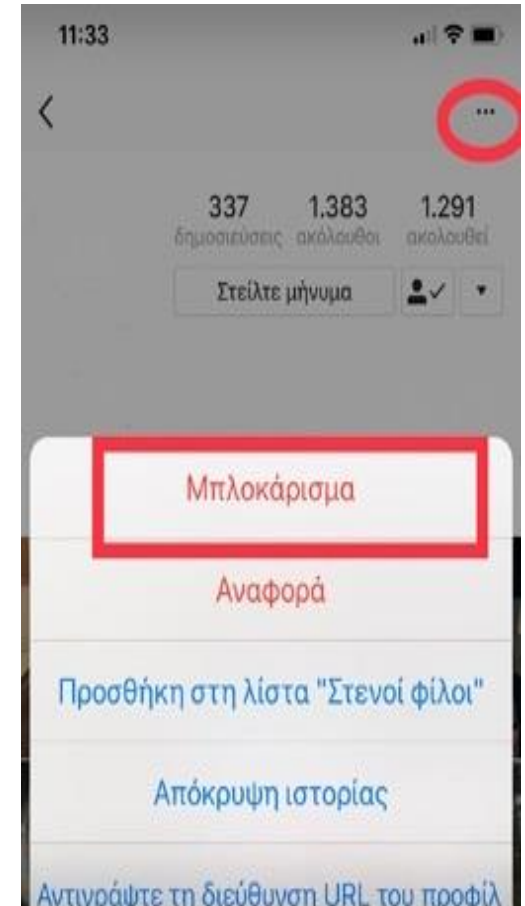 11:33
...
337 1.383 1.291
δημοσιεύσεις ακόλουθοι ακολουθεί
Στείλτε μήνυμα
Μπλοκάρισμα
Αναφορά
Προσθήκη στη λίστα "Στενοί φίλοι"
Απόκρυψη ιστορίας
Αντιγράψτε τη διεύθυνση URL του προφίλ